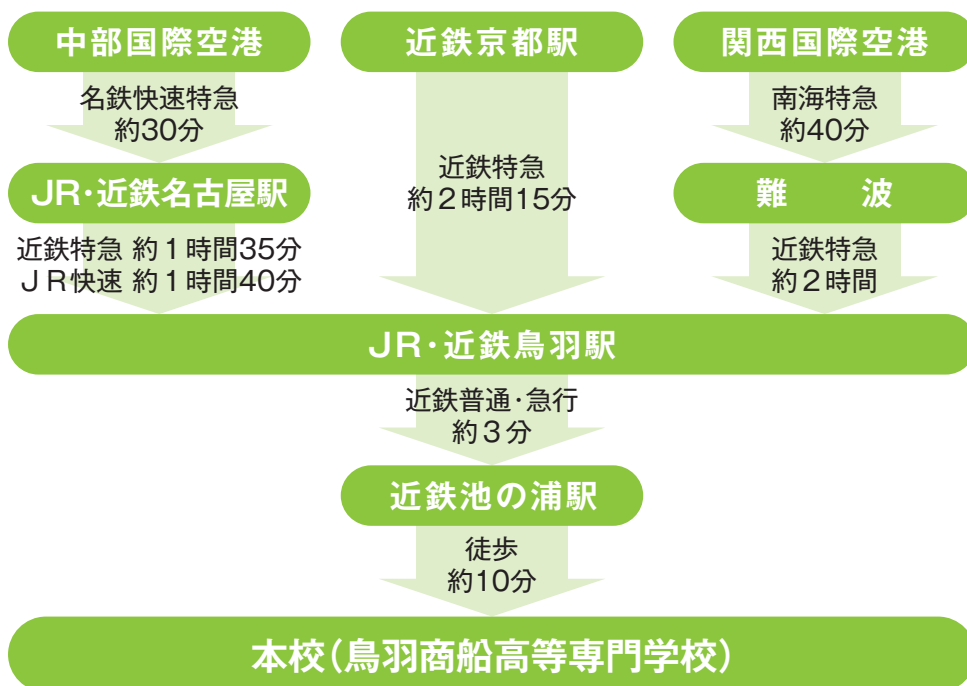 中部国際空港
近鉄京都駅
関西国際空港
名鉄快速特急
約30分
南海特急
約40分
近鉄特急
約２時間15分
JR・近鉄名古屋駅
難　波
近鉄特急 約１時間35分
ＪＲ快速 約１時間40分
近鉄特急
約２時間
JR・近鉄鳥羽駅
近鉄普通・急行
約３分
近鉄池の浦駅
徒歩
約10分
本校(鳥羽商船高等専門学校)